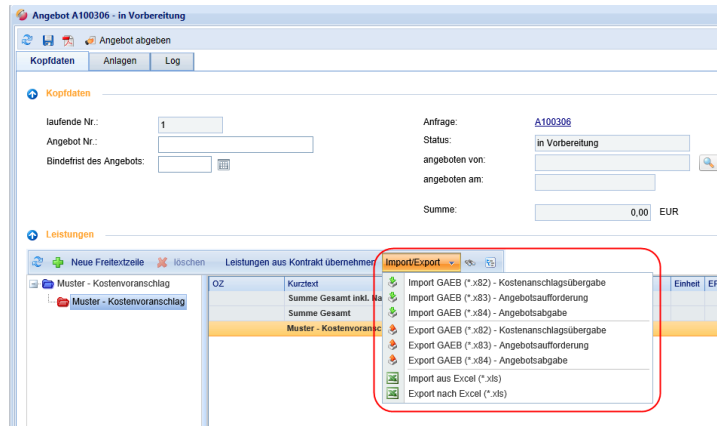 Angebot A100306 - in Vorbereitung
Angebot abgeben
Kopfdaten Anlagen Log
Kopfdaten
laufende Nr.: 1 Anfrage: A100306
Angebot Nr.: Status: in Vorbereitung
Bindefrist des Angebots: angeboten von:
angeboten am:
Summe: 0,00 EUR
Leistungen
Neue Freitextzeile löschen Leistungen aus Kontrakt übernehmen Import/Export
Muster - Kostenvoranschlag OZ Kurztext Einheit
Muster - Kostenvoranschlag
Summe Gesamt inkl.
Summe Gesamt
Muster -
Import GAEB (*.x82) - Kostenanschlagsübergabe
Import GAEB (*.x83) - Angebotsaufforderung
Import GAEB (*.x84) - Angebotsabgabe
Export GAEB (*.x82) - Kostenanschlagsübergabe
Export GAEB (*.x83) - Angebotsaufforderung
Export GAEB (*.x84) - Angebotsabgabe
Import aus Excel (*.xls)
Export nach Excel (*.xls)